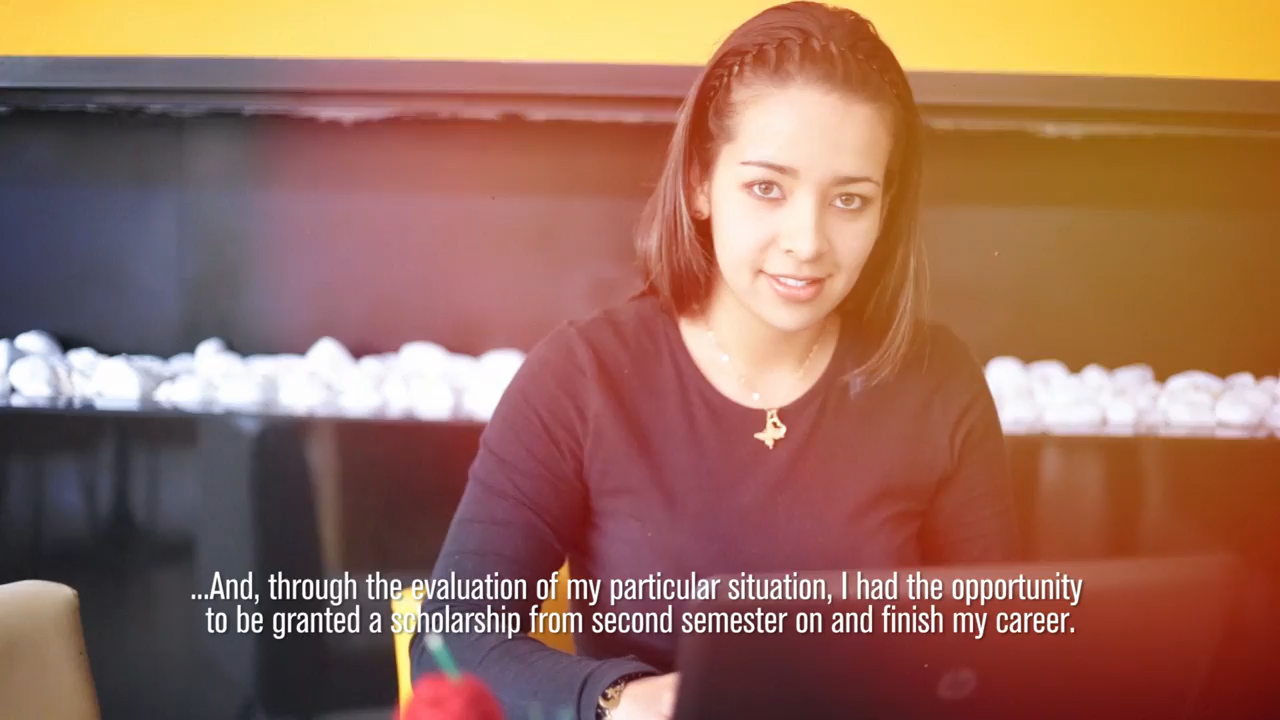 ...And, through the evaluation of my particular situation, I had the opportunity
to be granted a scholarship from second semester on and finish my career.